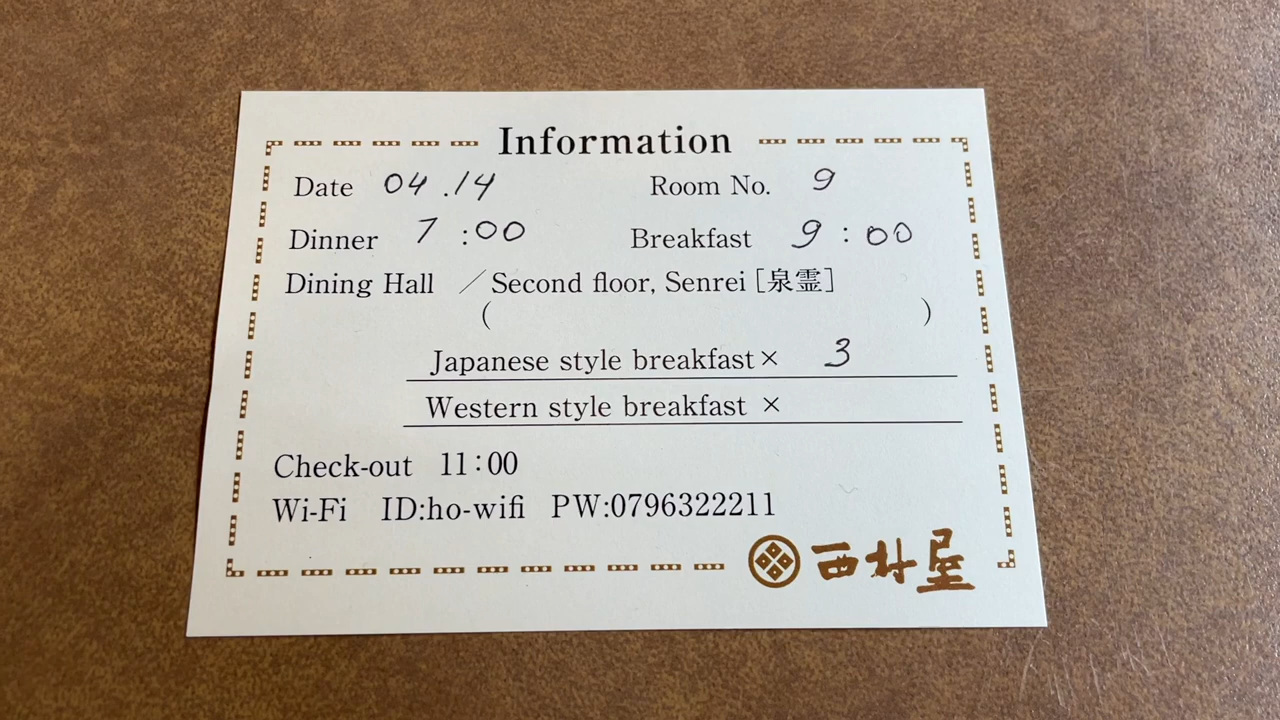 Information
Date 04.14 Room No. 9
Dinner 7:00 Breakfast 9:00
Dining Hall ／Second floor, Senrei [泉霊]
( )
Japanese style breakfast× 3
Western style breakfast ×
Check-out 11:00
Wi-Fi ID:ho-wifi PW:0796322211
西村屋